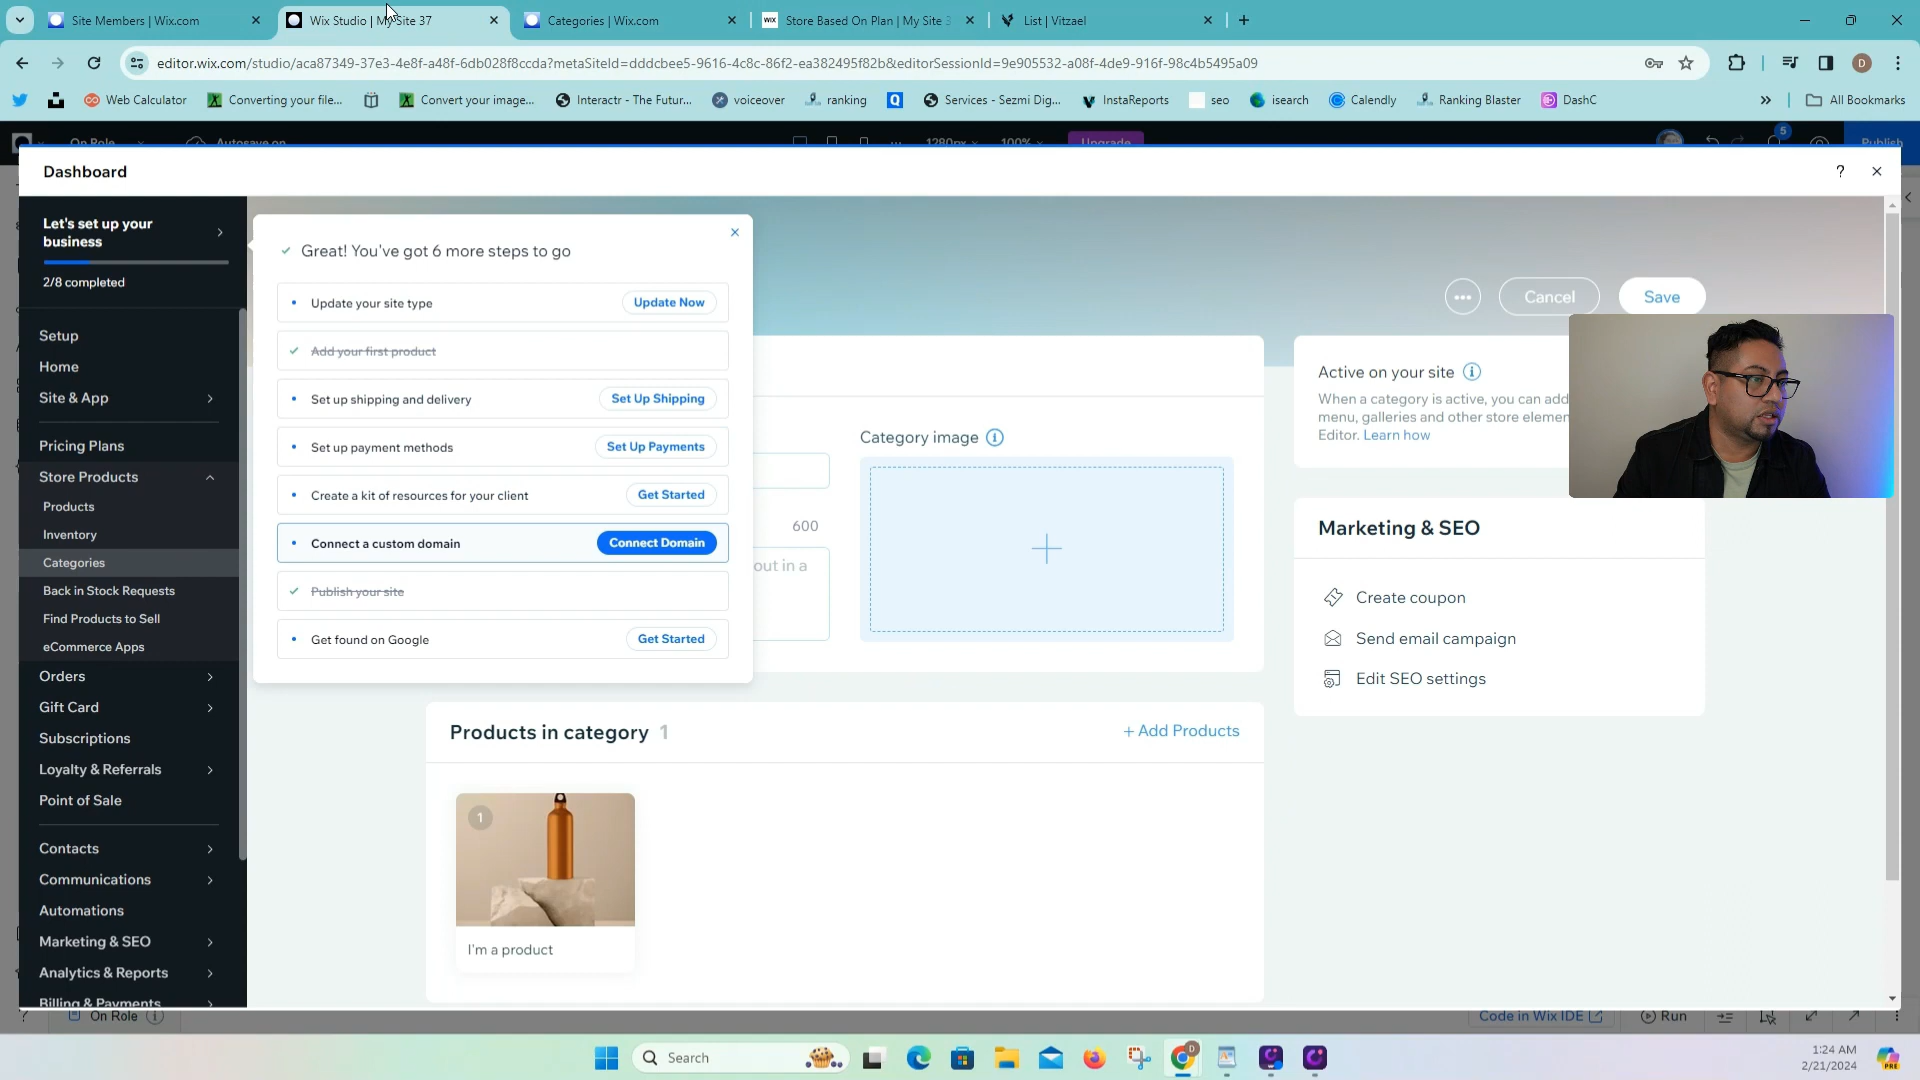 Site Members | Wix.com
Wix Studio | My Site 37
Categories | Wix.com
WIX
Store Based On Plan | My Site 3
List | Vitzael
editor.wix.com/studio/aca87349-37e3-4e8f-a48f-6db028f8ccda?metaSiteId=dddcbee5-9616-4c8c-86f2-ea382495f82b&editorSessionId=9e905532-a08f-4de9-916f-98c4b5495a09
D
Web Calculator
Converting your file...
Convert your image...
Interactr - The Futur...
voiceover
ranking
Services - Sezmi Dig...
InstaReports
seo
isearch
Calendly
Ranking Blaster
DashC
All Bookmarks
On Role
Autosave on
1280px
100%
Upgrade
5
Publish
Dashboard
?
Let's set up your
business
2/8 completed
Setup
Home
Site & App
Pricing Plans
Store Products
Products
Inventory
Categories
Back in Stock Requests
Find Products to Sell
eCommerce Apps
Orders
Gift Card
Subscriptions
Loyalty & Referrals
Point of Sale
Contacts
Communications
Automations
Marketing & SEO
Analytics & Reports
Billing & Payments
Great! You've got 6 more steps to go
Update your site type
Update Now
Add your first product
Set up shipping and delivery
Set Up Shipping
Set up payment methods
Set Up Payments
Create a kit of resources for your client
Get Started
Connect a custom domain
Connect Domain
Publish your site
Get found on Google
Get Started
Cancel
Save
Category image
600
out in a
Active on your site
When a category is active, you can add
menu, galleries and other store elemen
Editor. Learn how
Marketing & SEO
Create coupon
Send email campaign
Edit SEO settings
Products in category 1
+ Add Products
1
I'm a product
? On Role
Code in Wix IDE
Run
Search
D
1:24 AM
2/21/2024
PRE